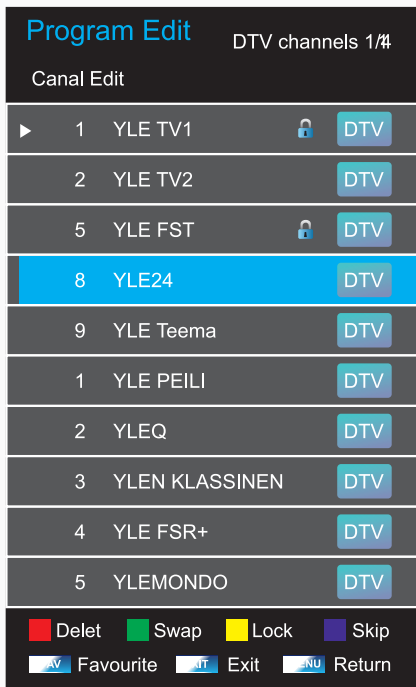 Program Edit DTV channels 1/4
Canal Edit
1 YLE TV1 DTV
2 YLE TV2 DTV
5 YLE FST DTV
8 YLE24 DTV
9 YLE Teema DTV
1 YLE PEILI DTV
2 YLEQ DTV
3 YLEN KLASSINEN DTV
4 YLE FSR+ DTV
5 YLEMONDO DTV
Delet Swap Lock Skip
Favourite Exit Return